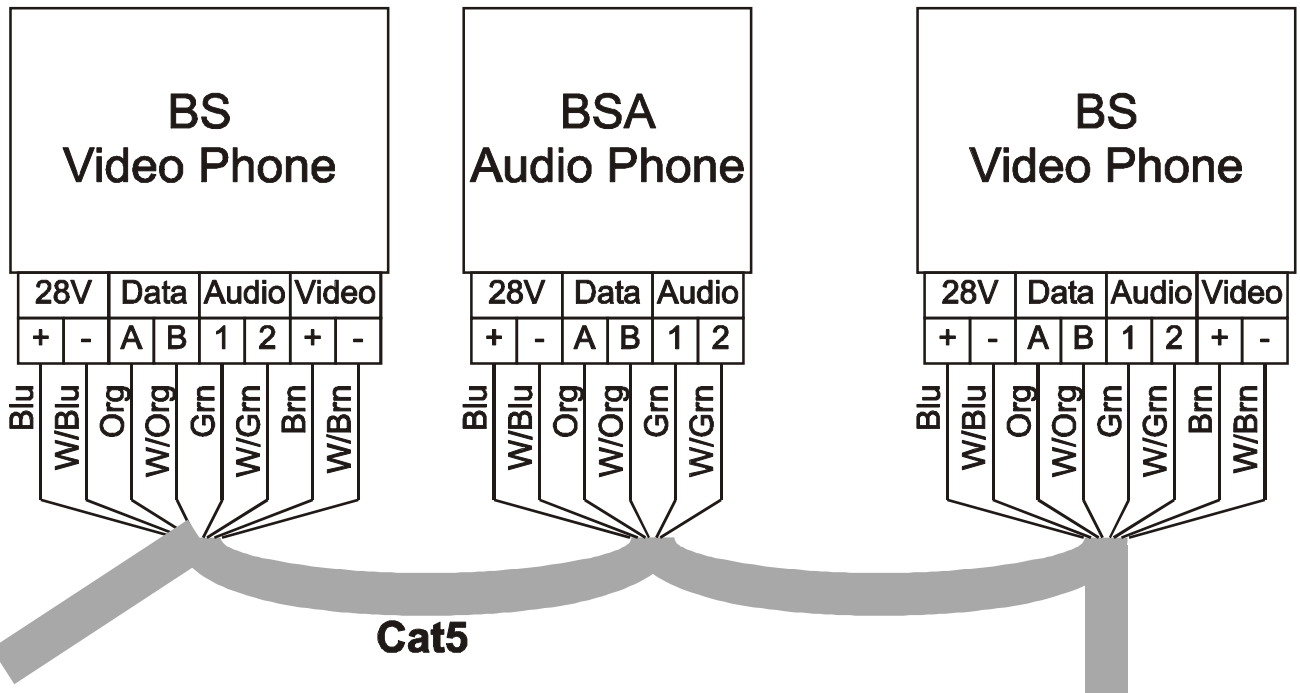 BS
Video Phone
BSA
Audio Phone
BS
Video Phone
28V Data Audio Video
+ - A B 1 2 + -
28V Data Audio
+ - A B 1 2
28V Data Audio Video
+ - A B 1 2 + -
Blu W/Blu Org W/Org Grn W/Grn Brn W/Brn
Blu W/Blu Org W/Org Grn W/Grn
Blu W/Blu Org W/Org Grn W/Grn Brn W/Brn
Cat5